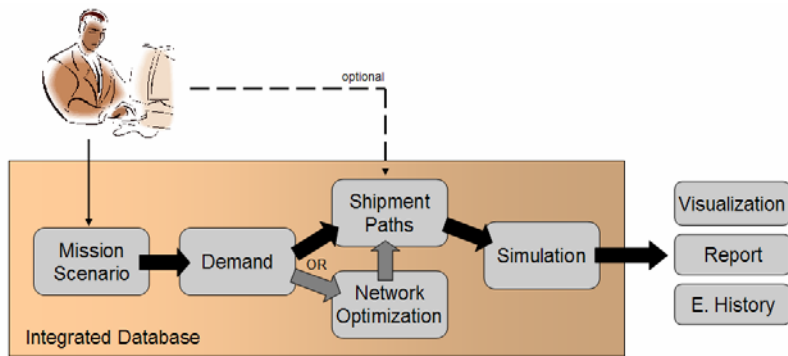 optional
Mission
Scenario
Demand
OR
Shipment
Paths
Network
Optimization
Simulation
Visualization
Report
E. History
Integrated Database